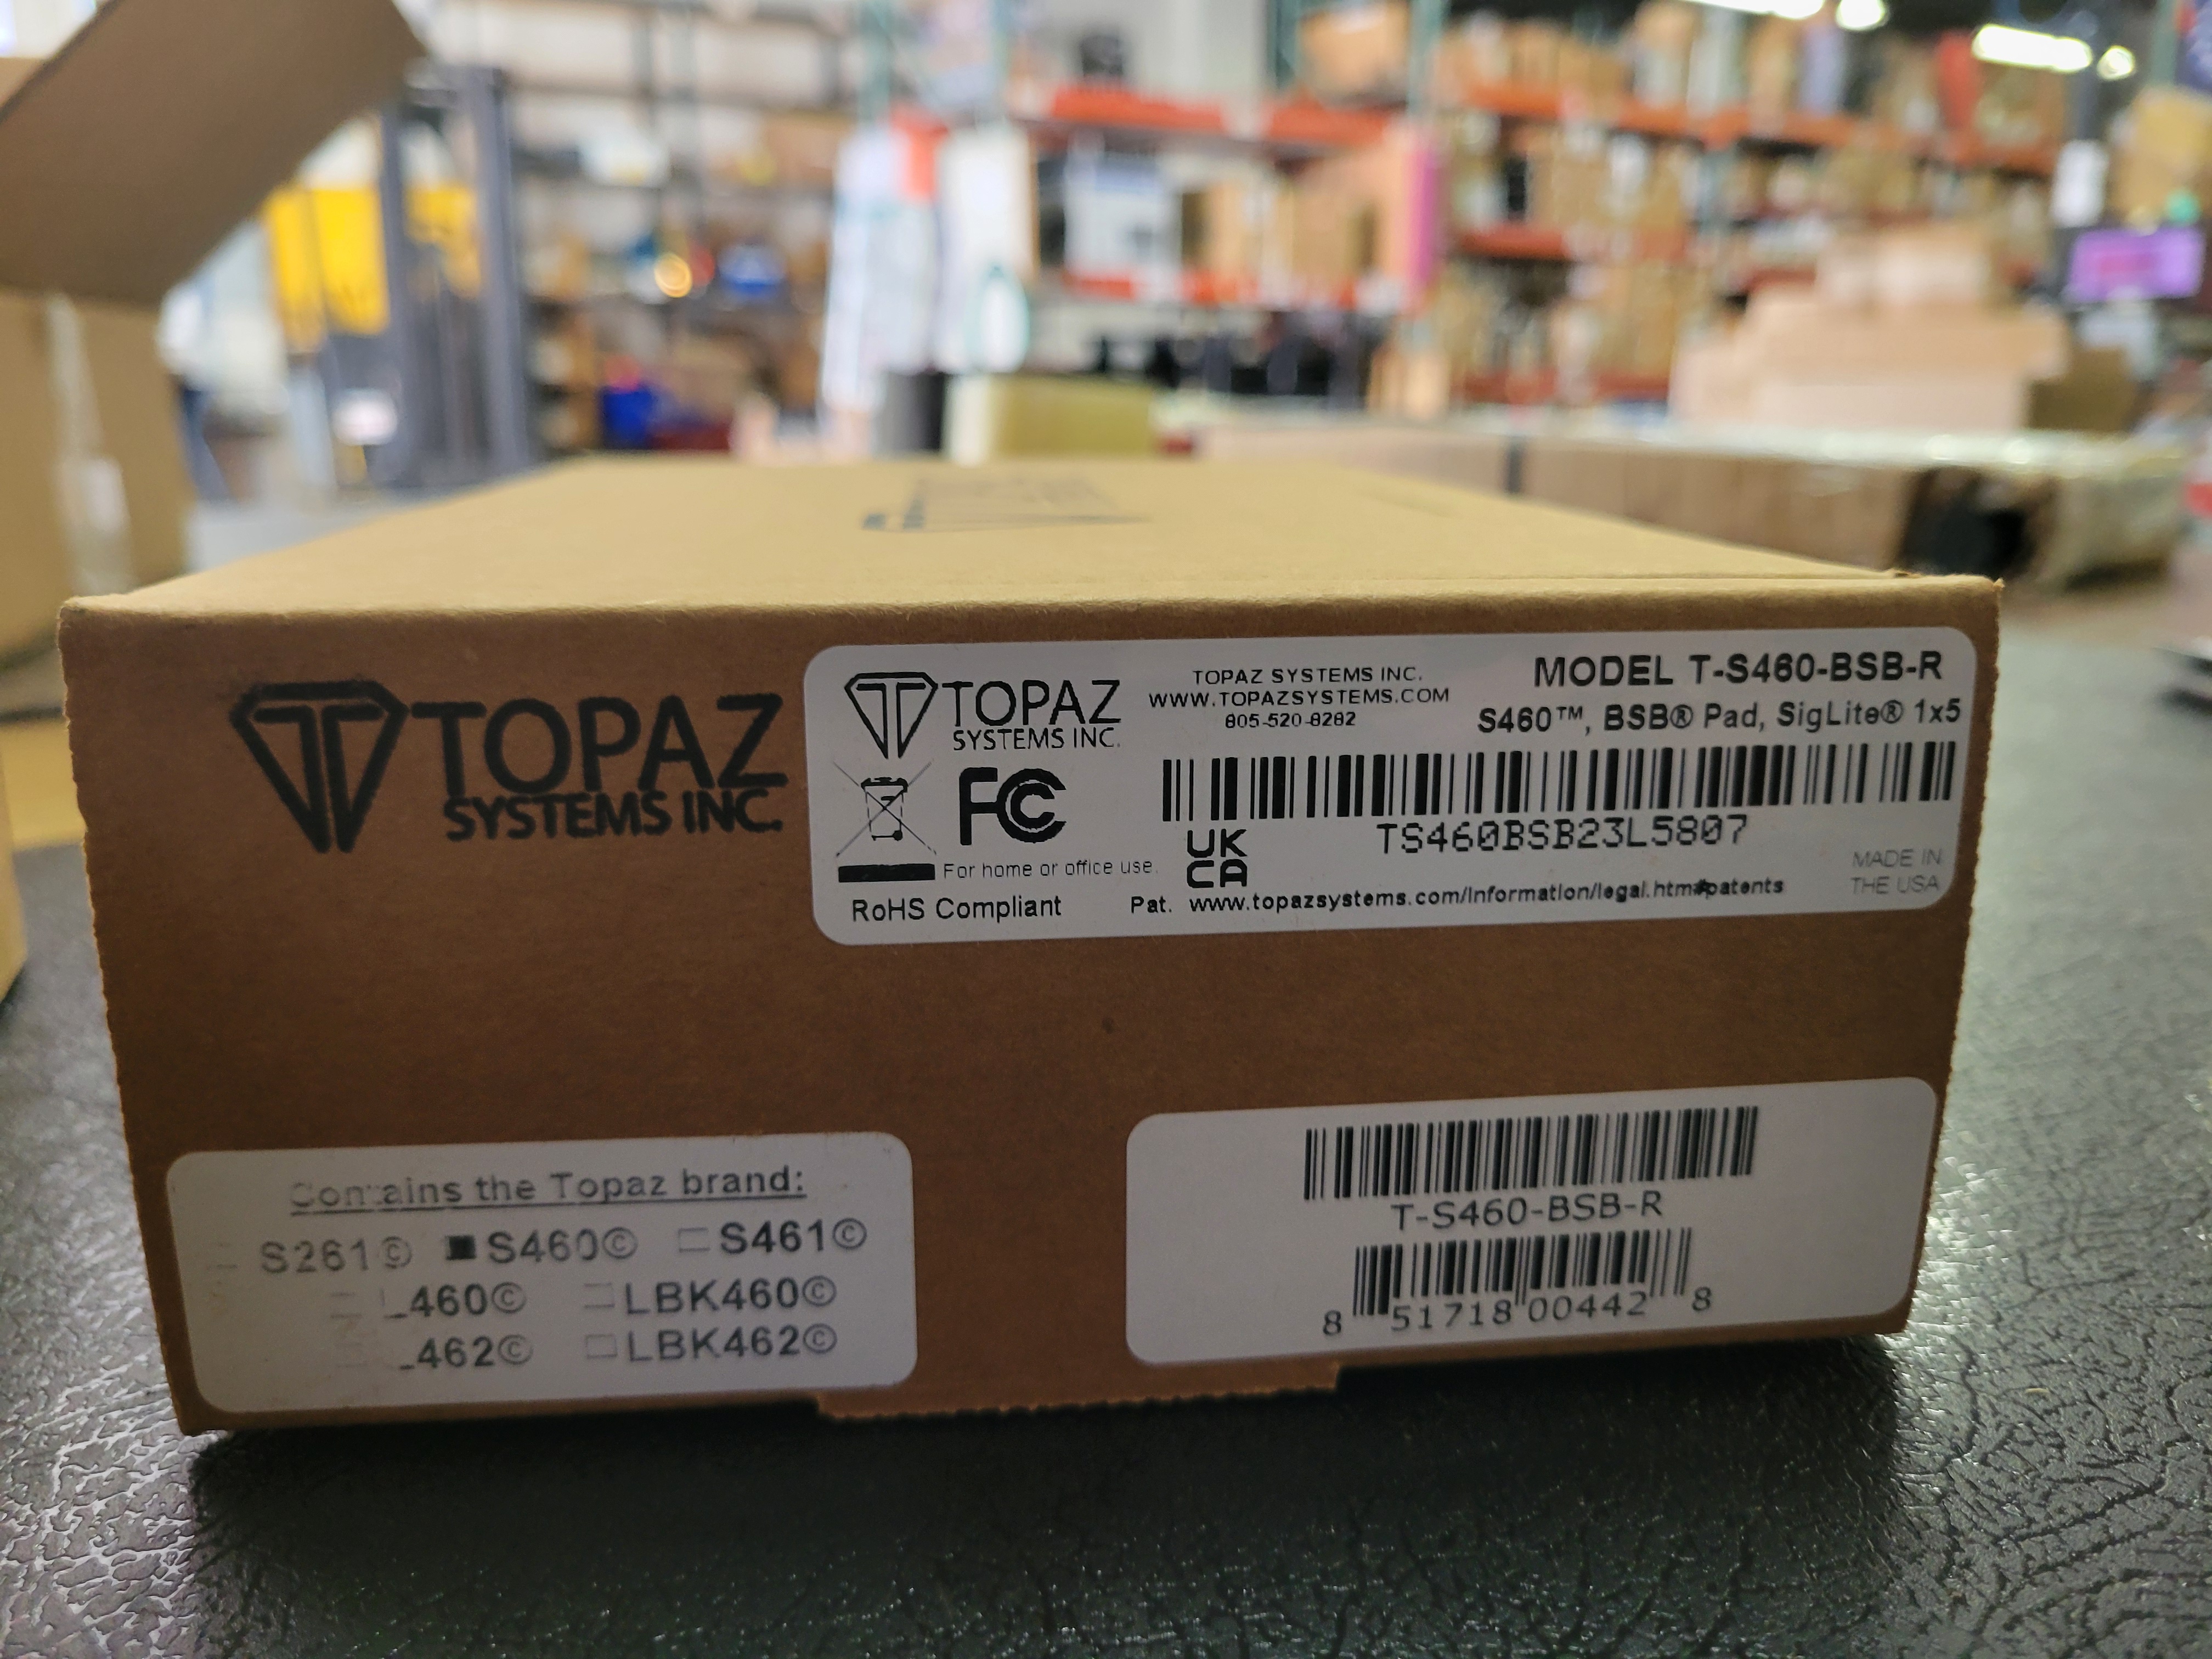 TOPAZ
SYSTEMS INC.
TOPAZ
SYSTEMS INC.
TOPAZ SYSTEMS INC.
WWW.TOPAZSYSTEMS.COM
805-520-8282
MODEL T-S460-BSB-R
S460™, BSB® Pad, SigLite® 1x5
FC
TS460BSB23L5807
UK
CA
For home or office use.
MADE IN
THE USA
RoHS Compliant
Pat. www.topazsystems.com/information/legal.htm#patents
Contains the Topaz brand:
S261© S460© S461©
460© LBK460©
462© LBK462©
T-S460-BSB-R
8 51718 00442 8